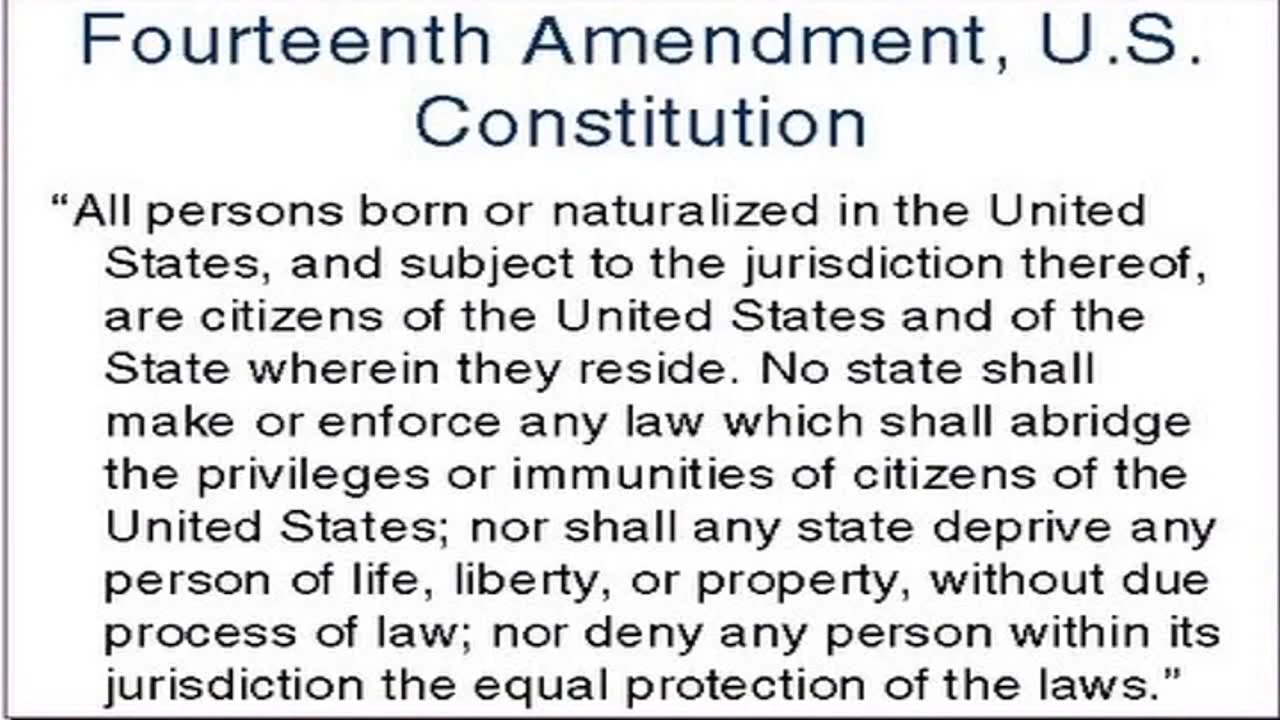 Fourteenth Amendment, U.S.
Constitution
“All persons born or naturalized in the United
States, and subject to the jurisdiction thereof,
are citizens of the United States and of the
State wherein they reside. No state shall
make or enforce any law which shall abridge
the privileges or immunities of citizens of the
United States; nor shall any state deprive any
person of life, liberty, or property, without due
process of law; nor deny any person within its
jurisdiction the equal protection of the laws.”